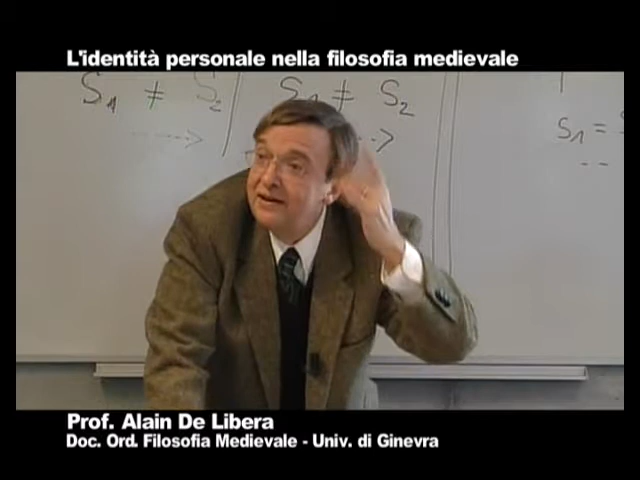 L'identità personale nella filosofia medievale
S₁ ≠ S₂ S₁ ≠ S₂
S₁ =
Prof. Alain De Libera
Doc. Ord. Filosofia Medievale - Univ. di Ginevra